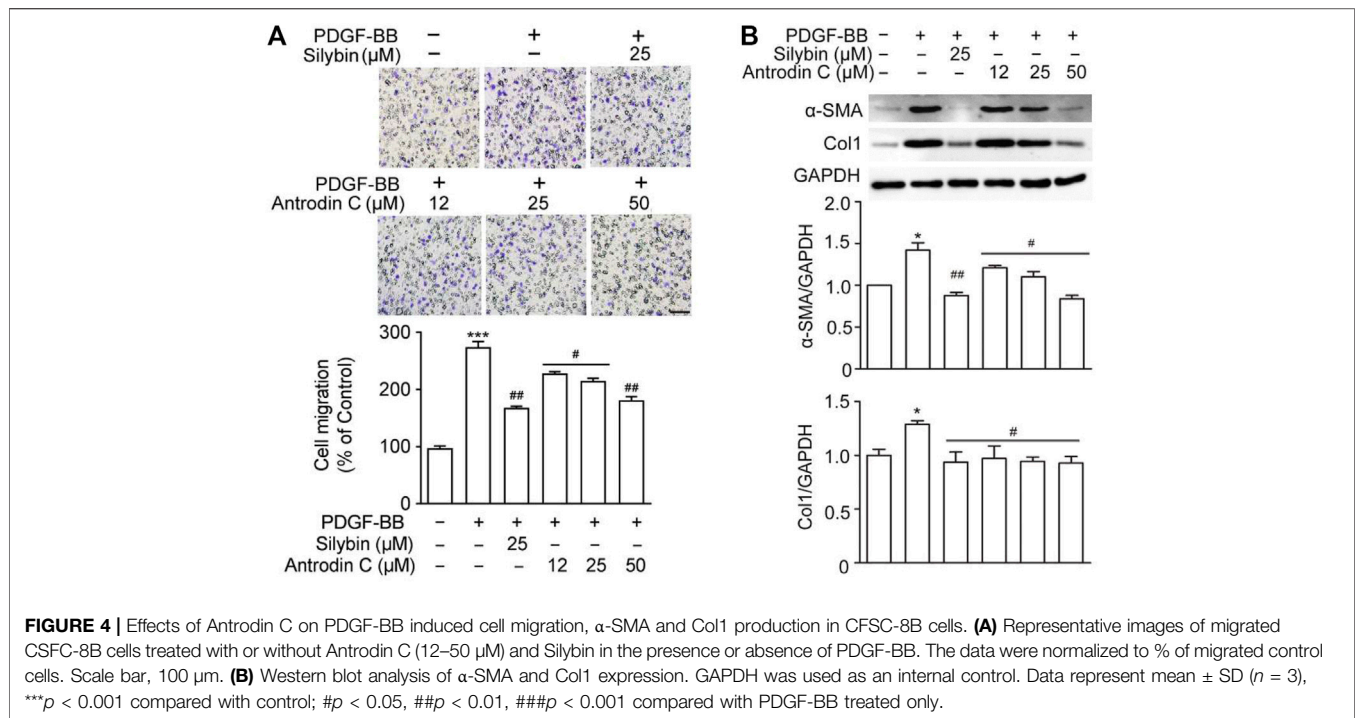 A
PDGF-BB – + +
Silybin (μM) – – 25
PDGF-BB + + +
Antrodin C (μM) 12 25 50
Cell migration
(% of Control)
300
200
100
0
***
##
#
##
PDGF-BB – + + + + +
Silybin (μM) – – 25 – – –
Antrodin C (μM) – – – 12 25 50
B
PDGF-BB – + + + + +
Silybin (μM) – – 25 – – –
Antrodin C (μM) – – – 12 25 50
α-SMA
Col1
GAPDH
α-SMA/GAPDH
2.0
1.5
1.0
0.5
0
*
##
#
Col1/GAPDH
1.5
1.0
0.5
0
*
#
FIGURE 4 | Effects of Antrodin C on PDGF-BB induced cell migration, α-SMA and Col1 production in CFSC-8B cells. (A) Representative images of migrated
CSFC-8B cells treated with or without Antrodin C (12–50 μM) and Silybin in the presence or absence of PDGF-BB. The data were normalized to % of migrated control
cells. Scale bar, 100 μm. (B) Western blot analysis of α-SMA and Col1 expression. GAPDH was used as an internal control. Data represent mean ± SD (n = 3),
***p < 0.001 compared with control; #p < 0.05, ##p < 0.01, ###p < 0.001 compared with PDGF-BB treated only.